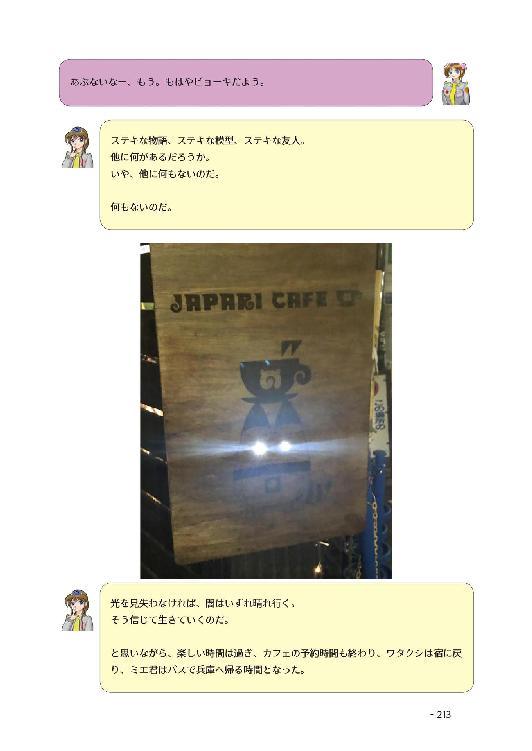 あぶないなー、もう。もはやビョーキだよう。
ステキな物語、ステキな模型、ステキな友人。
他に何があるだろうか。
いや、他に何もないのだ。
何もないのだ。
JAPARI CAFE
光を見失わなければ、闇はいずれ晴れ行く。
そう信じて生きていくのだ。
と思いながら、楽しい時間は過ぎ、カフェの予約時間も終わり、ワタクシは宿に戻
り、ミエ君はバスで兵庫へ帰る時間となった。
- 213